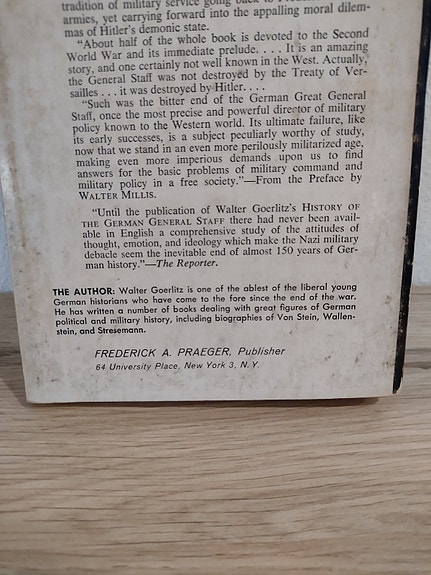 tradition of military service going back to
armies, yet carrying forward into the appalling moral dilem-
mas of Hitler's demonic state.
"About half of the whole book is devoted to the Second
World War and its immediate prelude. . . . It is an amazing
story, and one certainly not well known in the West. Actually,
the General Staff was not destroyed by the Treaty of Ver-
sailles . . . it was destroyed by Hitler. . . .
"Such was the bitter end of the German Great General
Staff, once the most precise and powerful director of military
policy known to the Western world. Its ultimate failure, like
its early successes, is a subject peculiarly worthy of study,
now that we stand in an even more perilously militarized age,
making even more imperious demands upon us to find
answers for the basic problems of military command and
military policy in a free society."—From the Preface by
WALTER MILLIS.
"Until the publication of Walter Goerlitz's HISTORY OF
THE GERMAN GENERAL STAFF there had never been avail-
able in English a comprehensive study of the attitudes of
thought, emotion, and ideology which make the Nazi military
debacle seem the inevitable end of almost 150 years of Ger-
man history."—The Reporter.
THE AUTHOR: Walter Goerlitz is one of the ablest of the liberal young
German historians who have come to the fore since the end of the war.
He has written a number of books dealing with great figures of German
political and military history, including biographies of Von Stein, Wallen-
stein, and Stresemann.
FREDERICK A. PRAEGER, Publisher
64 University Place, New York 3, N. Y.